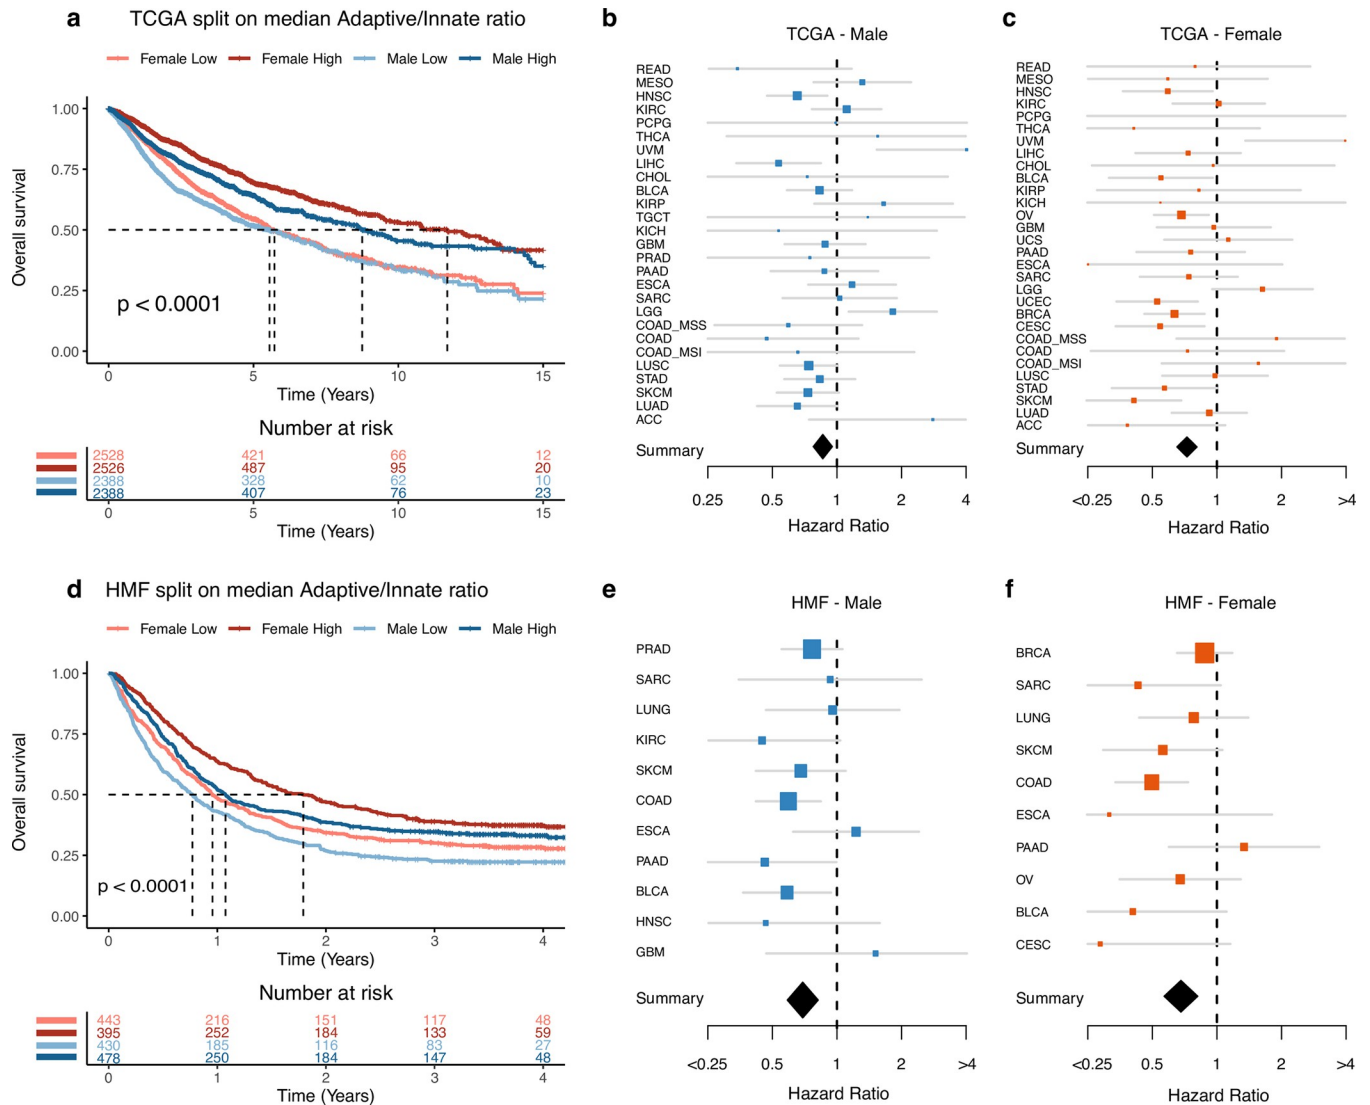 a TCGA split on median Adaptive/Innate ratio
Female Low Female High Male Low Male High
Overall survival
1.00
0.75
0.50
0.25
0.00
p < 0.0001
0 5 10 15
Time (Years)
Number at risk
2528 421 66 12
2526 487 95 20
2388 328 62 10
2388 407 76 23
0 5 10 15
Time (Years)
b TCGA - Male
READ
MESO
HNSC
KIRC
PCPG
THCA
UVM
LIHC
CHOL
BLCA
KIRP
TGCT
KICH
GBM
PRAD
PAAD
ESCA
SARC
LGG
COAD_MSS
COAD
COAD_MSI
LUSC
STAD
SKCM
LUAD
ACC
Summary
0.25 0.5 1 2 4
Hazard Ratio
c TCGA - Female
READ
MESO
HNSC
KIRC
PCPG
THCA
UVM
LIHC
CHOL
BLCA
KIRP
KICH
OV
GBM
UCS
PAAD
ESCA
SARC
LGG
UCEC
BRCA
CESC
COAD_MSS
COAD
COAD_MSI
LUSC
STAD
SKCM
LUAD
ACC
Summary
<0.25 0.5 1 2 >4
Hazard Ratio
d HMF split on median Adaptive/Innate ratio
Female Low Female High Male Low Male High
Overall survival
1.00
0.75
0.50
0.25
0.00
p < 0.0001
0 1 2 3 4
Time (Years)
Number at risk
443 216 151 117 48
395 252 184 133 59
430 185 116 83 27
478 250 184 147 48
0 1 2 3 4
Time (Years)
e HMF - Male
PRAD
SARC
LUNG
KIRC
SKCM
COAD
ESCA
PAAD
BLCA
HNSC
GBM
Summary
<0.25 0.5 1 2 >4
Hazard Ratio
f HMF - Female
BRCA
SARC
LUNG
SKCM
COAD
ESCA
PAAD
OV
BLCA
CESC
Summary
<0.25 0.5 1 2 >4
Hazard Ratio